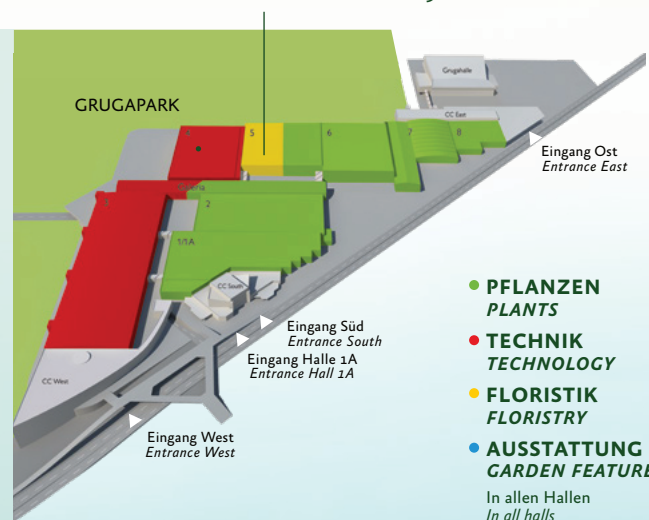 Grugahalle
GRUGAPARK
CC East
4
5
6
7
8
Eingang Ost
Entrance East
Galeria
3
2
1/1A
CC South
PFLANZEN
PLANTS
Eingang Süd
Entrance South
TECHNIK
TECHNOLOGY
Eingang Halle 1A
Entrance Hall 1A
CC West
FLORISTIK
FLORISTRY
Eingang West
Entrance West
AUSSTATTUNG
GARDEN FEATURE
In allen Hallen
In all halls